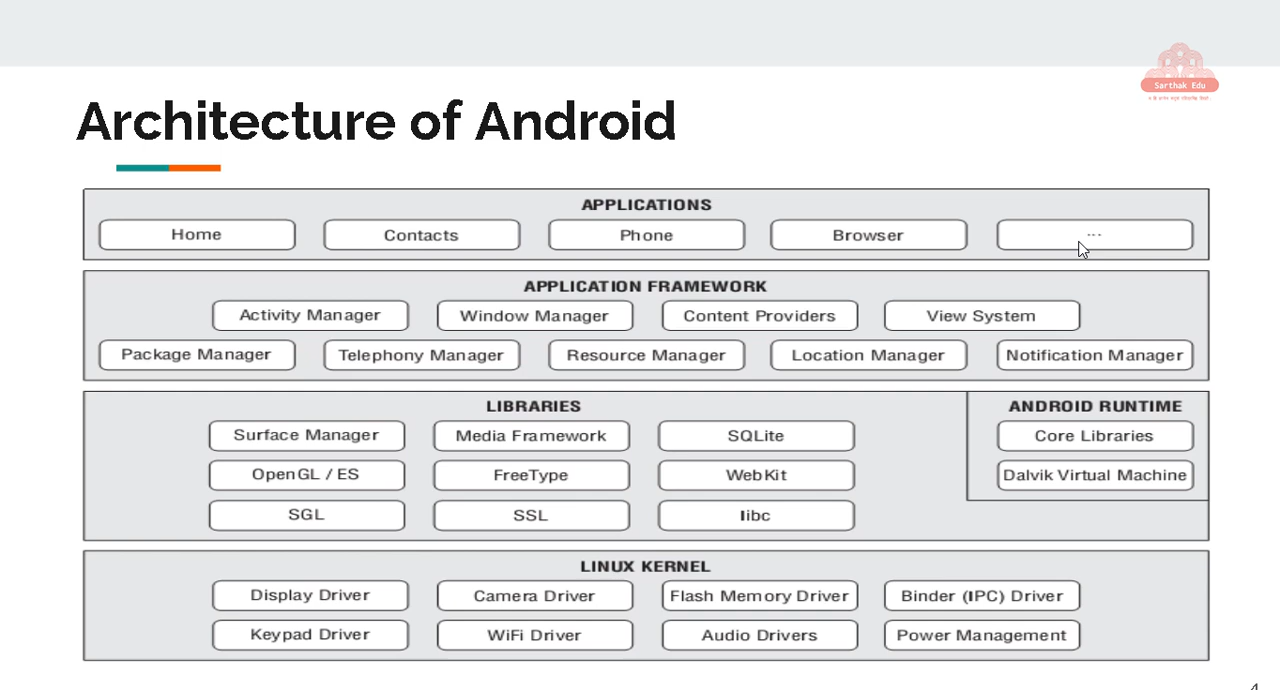 Sarthak Edu
Architecture of Android
APPLICATIONS
Home
Contacts
Phone
Browser
...
APPLICATION FRAMEWORK
Activity Manager
Window Manager
Content Providers
View System
Package Manager
Telephony Manager
Resource Manager
Location Manager
Notification Manager
LIBRARIES
Surface Manager
Media Framework
SQLite
OpenGL / ES
FreeType
WebKit
SGL
SSL
libc
ANDROID RUNTIME
Core Libraries
Dalvik Virtual Machine
LINUX KERNEL
Display Driver
Camera Driver
Flash Memory Driver
Binder (IPC) Driver
Keypad Driver
WiFi Driver
Audio Drivers
Power Management